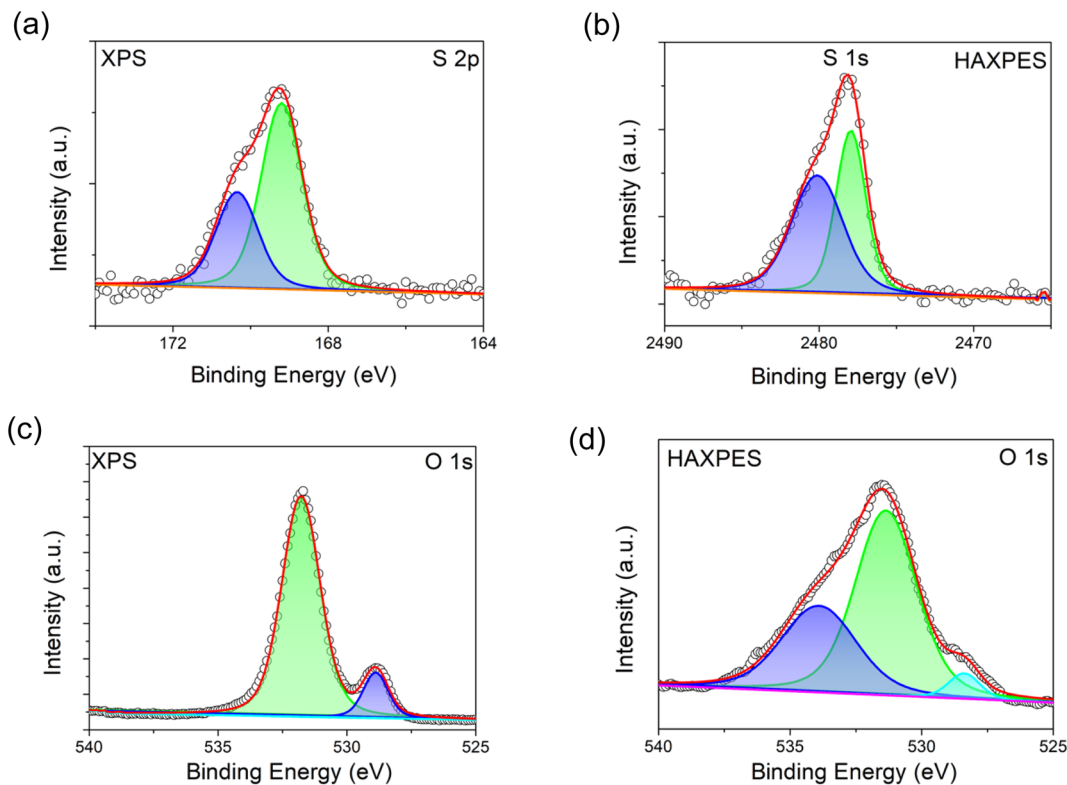 (a)
XPS
S 2p
Intensity (a.u.)
172
168
164
Binding Energy (eV)
(b)
S 1s
HAXPES
Intensity (a.u.)
2490
2480
2470
Binding Energy (eV)
(c)
XPS
O 1s
Intensity (a.u.)
540
535
530
525
Binding Energy (eV)
(d)
HAXPES
O 1s
Intensity (a.u.)
540
535
530
525
Binding Energy (eV)